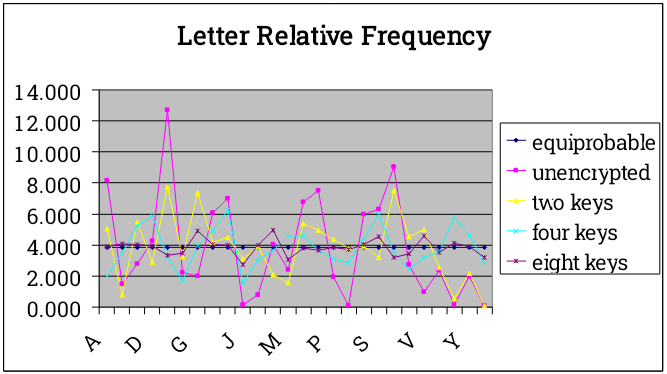 Letter Relative Frequency
14.000
12.000
10.000
8.000
6.000
4.000
2.000
0.000
A D G J M P S V Y
equiprobable
unencrypted
two keys
four keys
eight keys